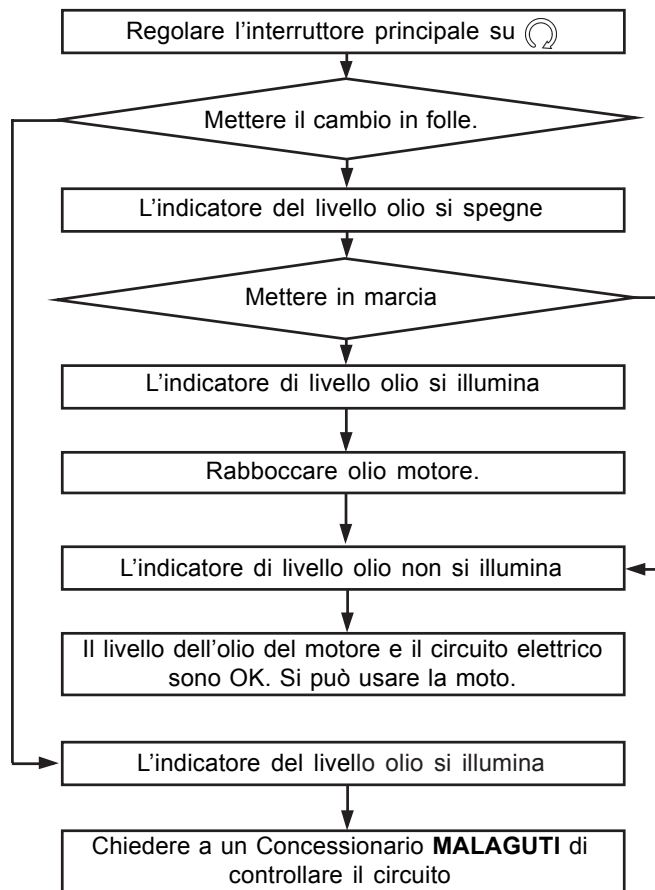 Regolare l'interruttore principale su
Mettere il cambio in folle.
L'indicatore del livello olio si spegne
Mettere in marcia
L'indicatore di livello olio si illumina
Rabboccare olio motore.
L'indicatore di livello olio non si illumina
Il livello dell'olio del motore e il circuito elettrico
sono OK. Si può usare la moto.
L'indicatore del livello olio si illumina
Chiedere a un Concessionario MALAGUTI di
controllare il circuito